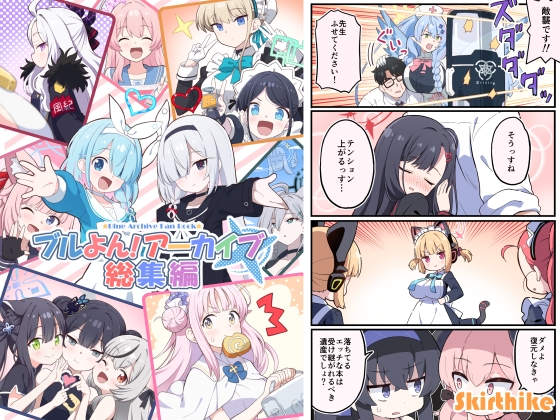 風紀
★Blue Archive Fan Book★
ブルよん！アーカイブ
総集編
敵襲です!!
ズダダダダ
先生
ふせてください！
どいっ
そうっすね
テンション
上がるっす…
ダメよ
復元しなきゃ
落ちてる
エッチな本は
受け継がれるべき
遺産でしょ？
Skirthike